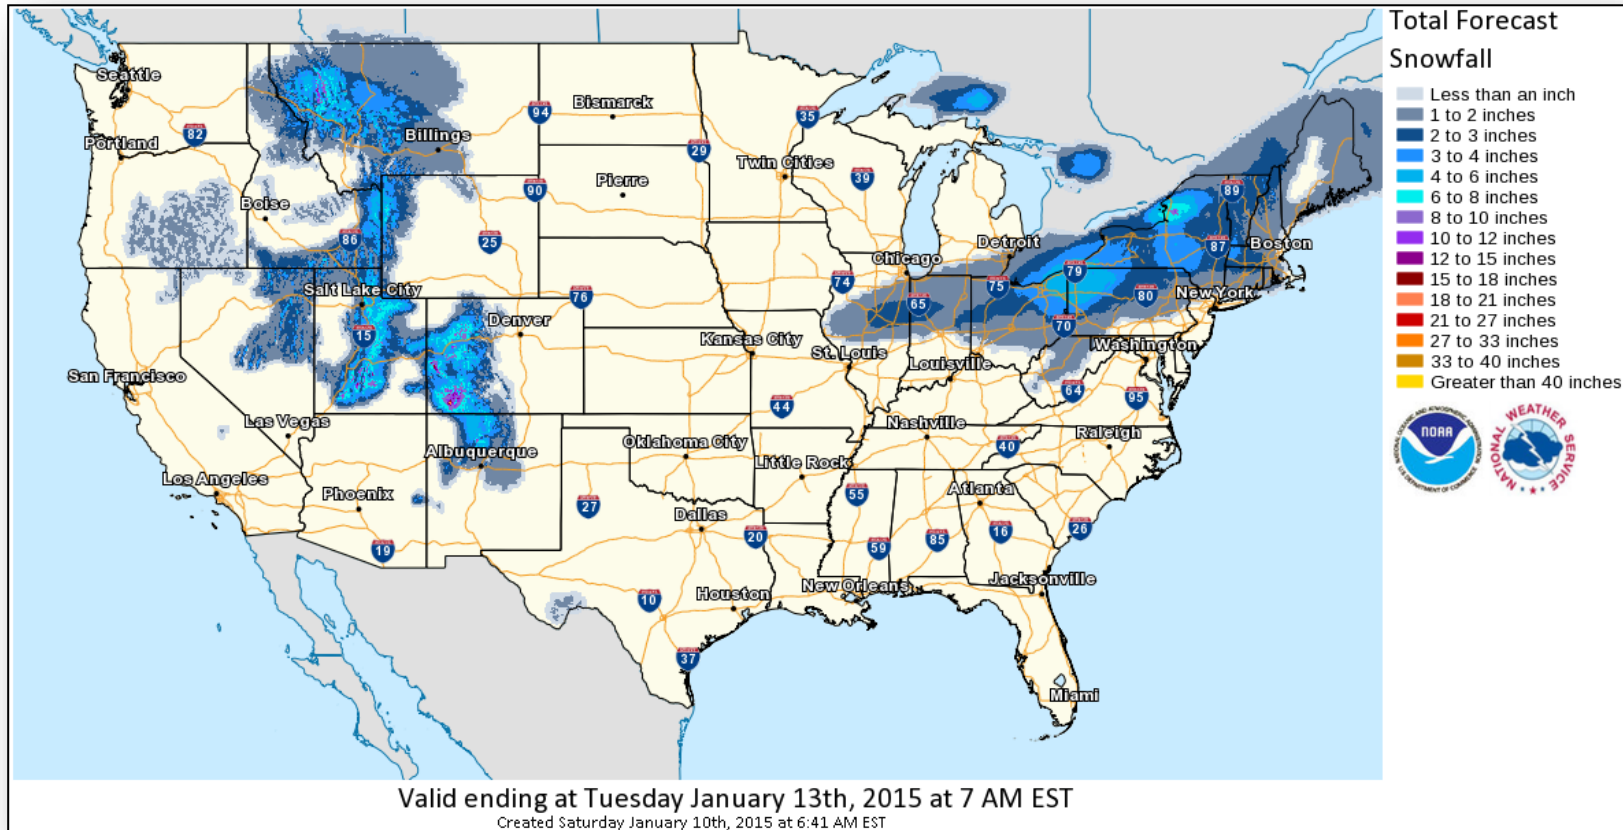 Total Forecast
Snowfall
Less than an inch
1 to 2 inches
2 to 3 inches
3 to 4 inches
4 to 6 inches
6 to 8 inches
8 to 10 inches
10 to 12 inches
12 to 15 inches
15 to 18 inches
18 to 21 inches
21 to 27 inches
27 to 33 inches
33 to 40 inches
Greater than 40 inches
NOAA
NATIONAL WEATHER SERVICE
Seattle
Portland
82
Billings
94
Bismarck
35
29
Twin Cities
39
90
Pierre
Boise
86
25
89
87
Boston
Detroit
Chicago
79
75
74
65
80
New York
Salt Lake City
76
15
Denver
70
Kansas City
St. Louis
Louisville
Washington
San Francisco
64
95
44
Las Vegas
Nashville
Raleigh
40
Albuquerque
Oklahoma City
Little Rock
Los Angeles
Phoenix
55
Atlanta
27
Dallas
20
59
85
16
26
19
10
Houston
New Orleans
Jacksonville
37
Miami
Valid ending at Tuesday January 13th, 2015 at 7 AM EST
Created Saturday January 10th, 2015 at 6:41 AM EST